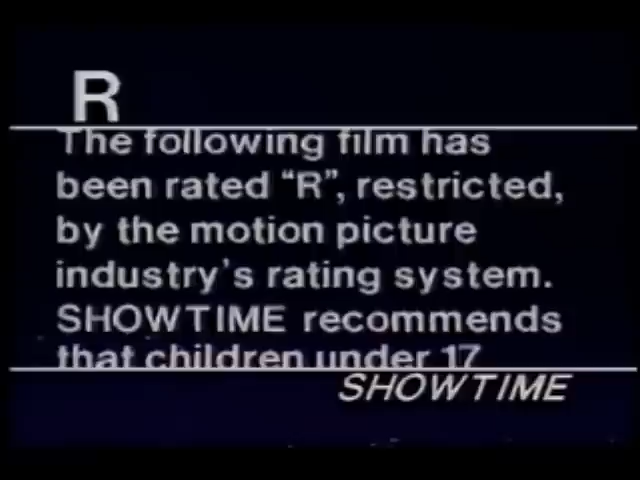 R
The following film has
been rated “R”, restricted,
by the motion picture
industry’s rating system.
SHOWTIME recommends
that children under 17
SHOWTIME